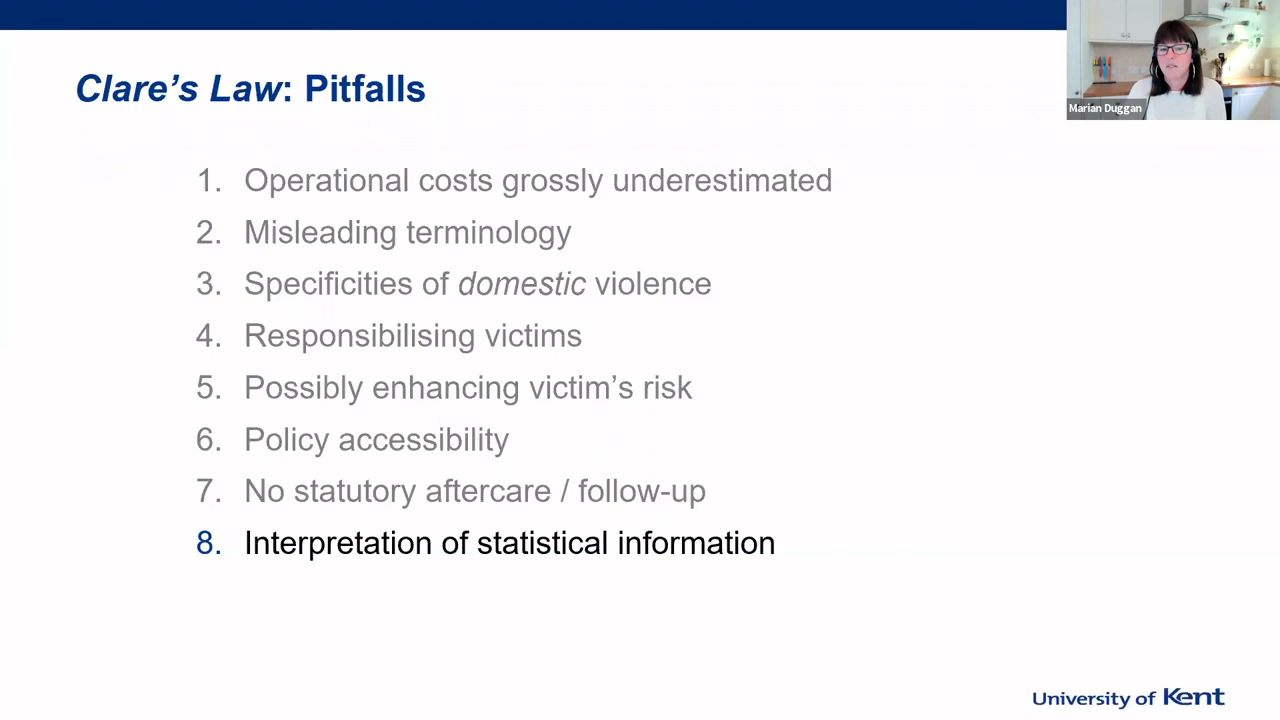 Clare's Law: Pitfalls
Marian Duggan
1. Operational costs grossly underestimated
2. Misleading terminology
3. Specificities of domestic violence
4. Responsibilising victims
5. Possibly enhancing victim's risk
6. Policy accessibility
7. No statutory aftercare / follow-up
8. Interpretation of statistical information
University of Kent